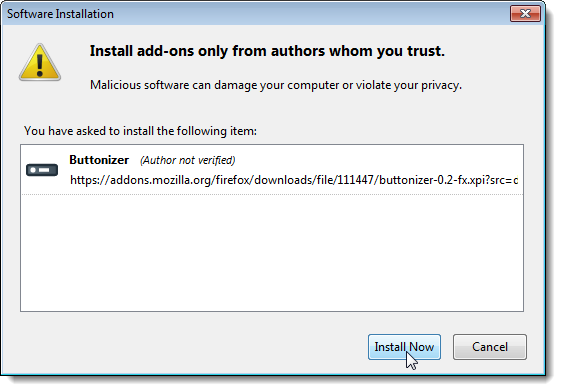 Software Installation
Install add-ons only from authors whom you trust.
Malicious software can damage your computer or violate your privacy.
You have asked to install the following item:
Buttonizer (Author not verified)
https://addons.mozilla.org/firefox/downloads/file/111447/buttonizer-0.2-fx.xpi?src=c
Install Now Cancel